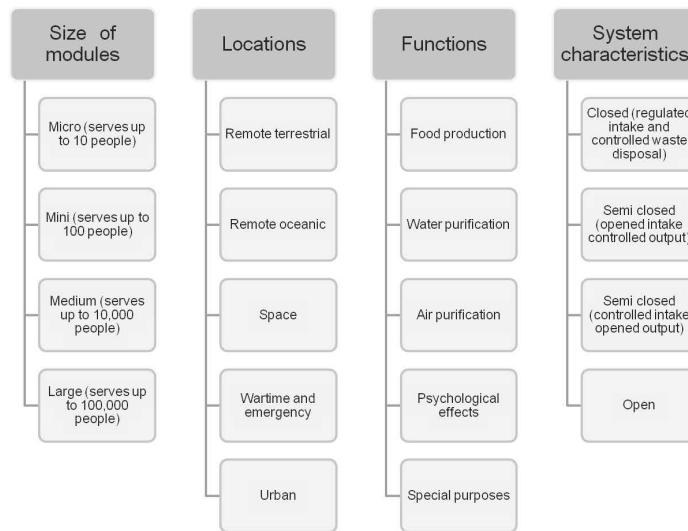 Size of
modules
Micro (serves up
to 10 people)
Mini (serves up to
100 people)
Medium (serves
up to 10,000
people)
Large (serves up
to 100,000
people)
Locations
Remote terrestrial
Remote oceanic
Space
Wartime and
emergency
Urban
Functions
Food production
Water purification
Air purification
Psychological
effects
Special purposes
System
characteristics
Closed (regulated
intake and
controlled waste
disposal)
Semi closed
(opened intake
controlled output)
Semi closed
(controlled intake
opened output)
Open